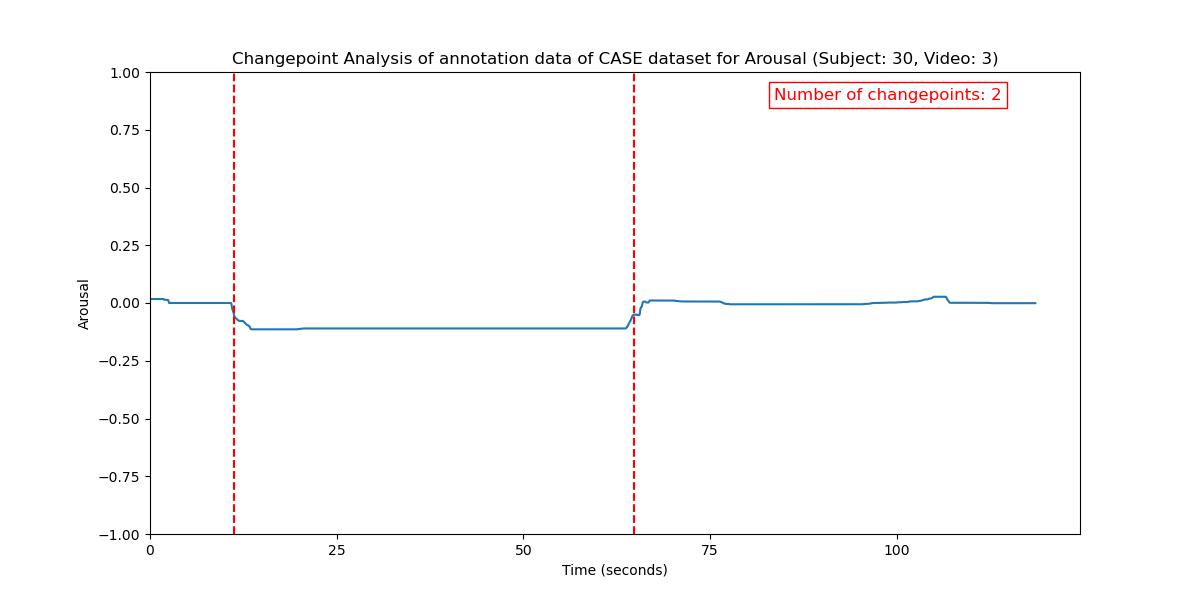 Changepoint Analysis of annotation data of CASE dataset for Arousal (Subject: 30, Video: 3)
Number of changepoints: 2
1.00
0.75
0.50
0.25
0.00
−0.25
−0.50
−0.75
−1.00
Arousal
0 25 50 75 100
Time (seconds)